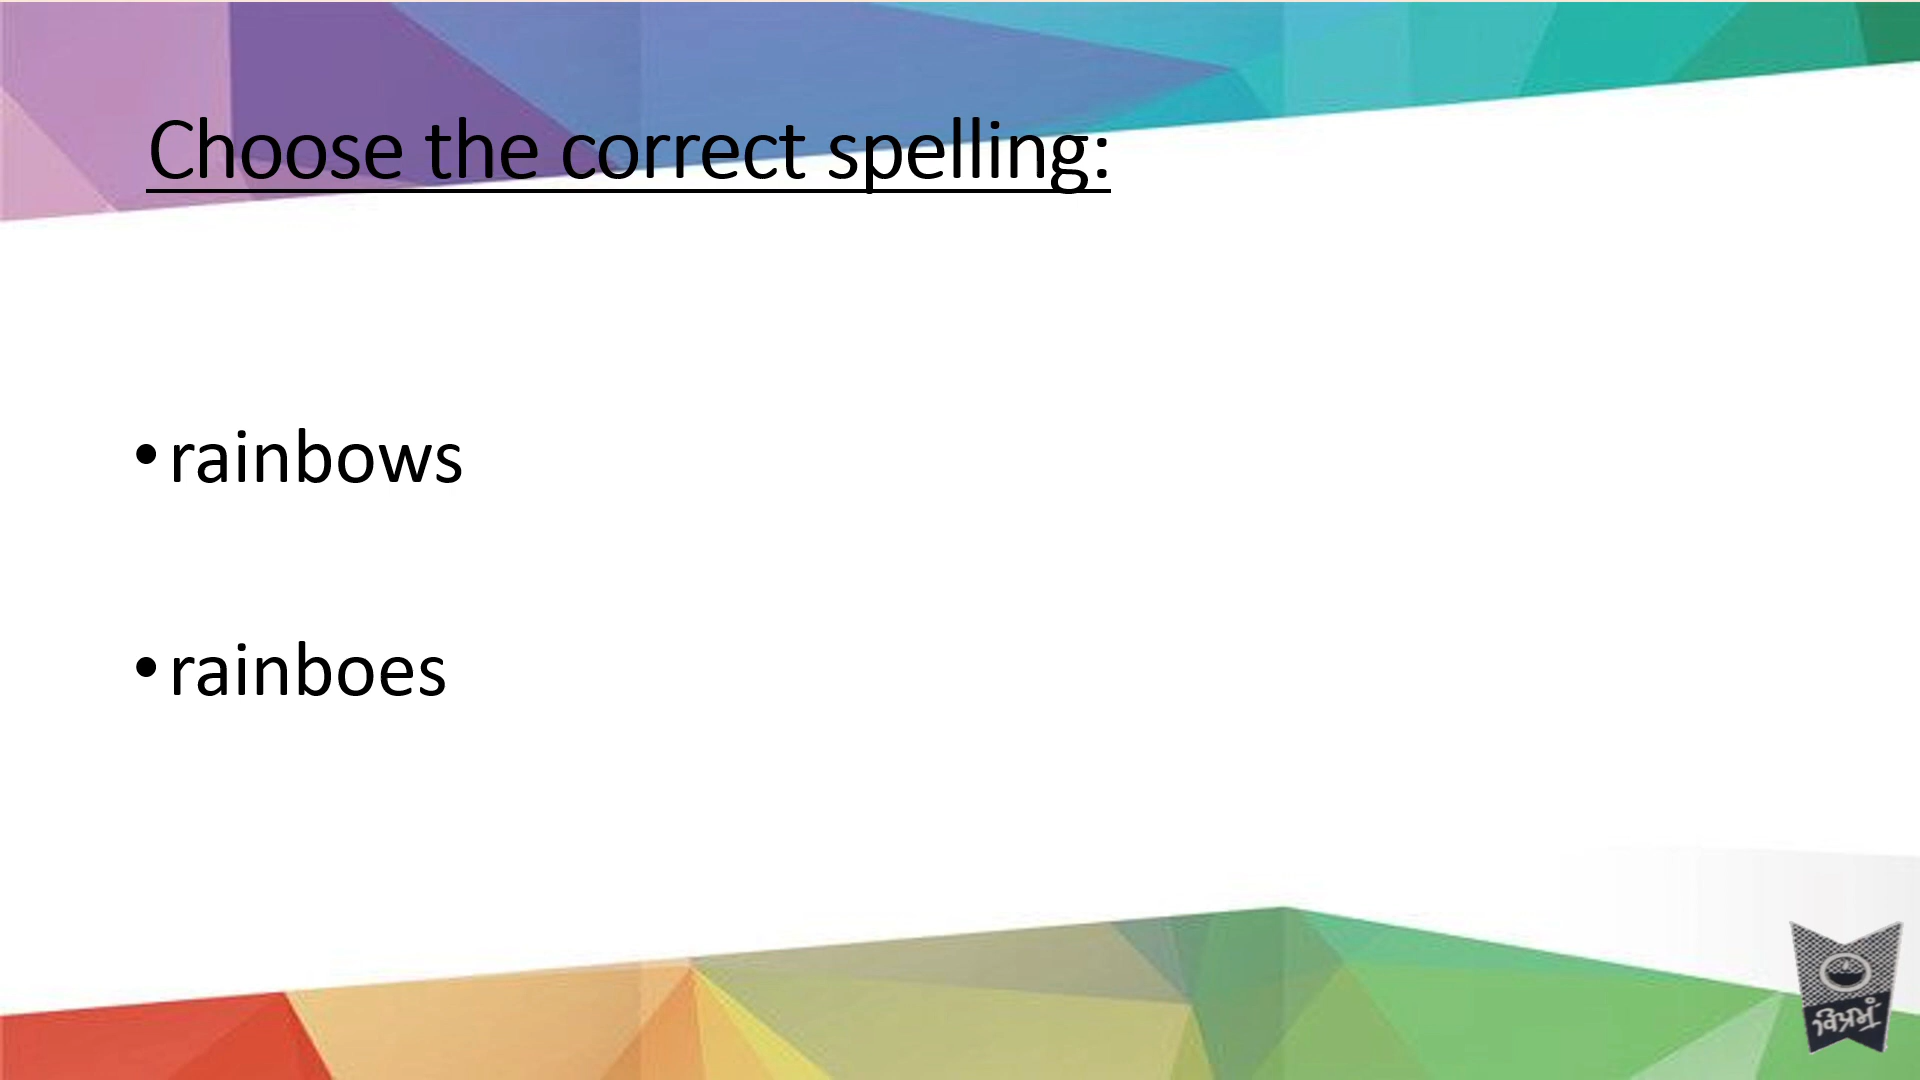 Choose the correct spelling:
•rainbows
•rainboes